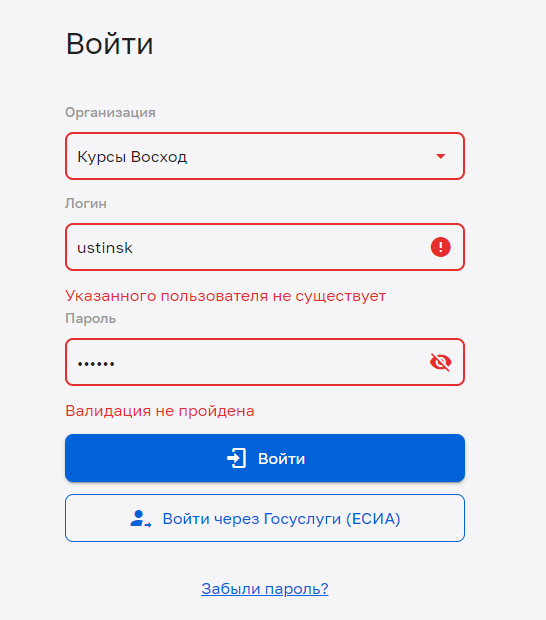 Войти
Организация
Курсы Восход
Логин
ustinsk
Указанного пользователя не существует
Пароль
••••••
Валидация не пройдена
Войти
Войти через Госуслуги (ЕСИА)
Забыли пароль?